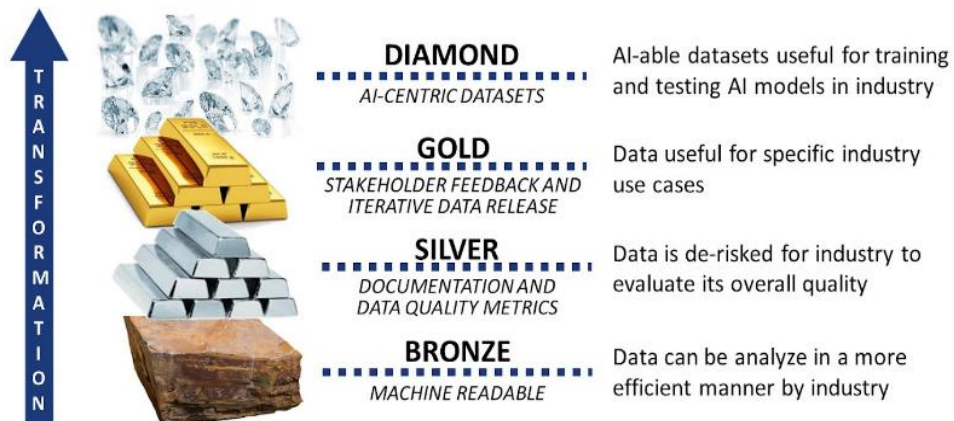 TRANSFORMATION
DIAMOND
AI-CENTRIC DATASETS
AI-able datasets useful for training
and testing AI models in industry
GOLD
STAKEHOLDER FEEDBACK AND
ITERATIVE DATA RELEASE
Data useful for specific industry
use cases
SILVER
DOCUMENTATION AND
DATA QUALITY METRICS
Data is de-risked for industry to
evaluate its overall quality
BRONZE
MACHINE READABLE
Data can be analyze in a more
efficient manner by industry